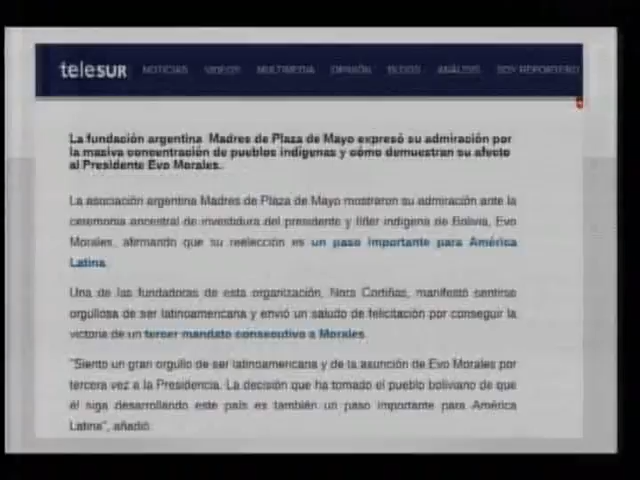 teleSUR NOTICIAS VIDEOS MULTIMEDIA OPINIÓN BLOGS ANÁLISIS SOY REPORTERO
La fundación argentina Madres de Plaza de Mayo expresó su admiración por
la masiva concentración de pueblos indígenas y cómo demuestran su afecto
al Presidente Evo Morales.
La asociación argentina Madres de Plaza de Mayo mostraron su admiración ante la
ceremonia ancestral de investidura del presidente y líder indígena de Bolivia, Evo
Morales, afirmando que su reelección es un paso importante para América
Latina.
Una de las fundadoras de esta organización, Nora Cortiñas, manifestó sentirse
orgullosa de ser latinoamericana y envió un saludo de felicitación por conseguir la
victoria de un tercer mandato consecutivo a Morales.
"Siento un gran orgullo de ser latinoamericana y de la asunción de Evo Morales por
tercera vez a la Presidencia. La decisión que ha tomado el pueblo boliviano de que
él siga desarrollando este país es también un paso importante para América
Latina", añadió.